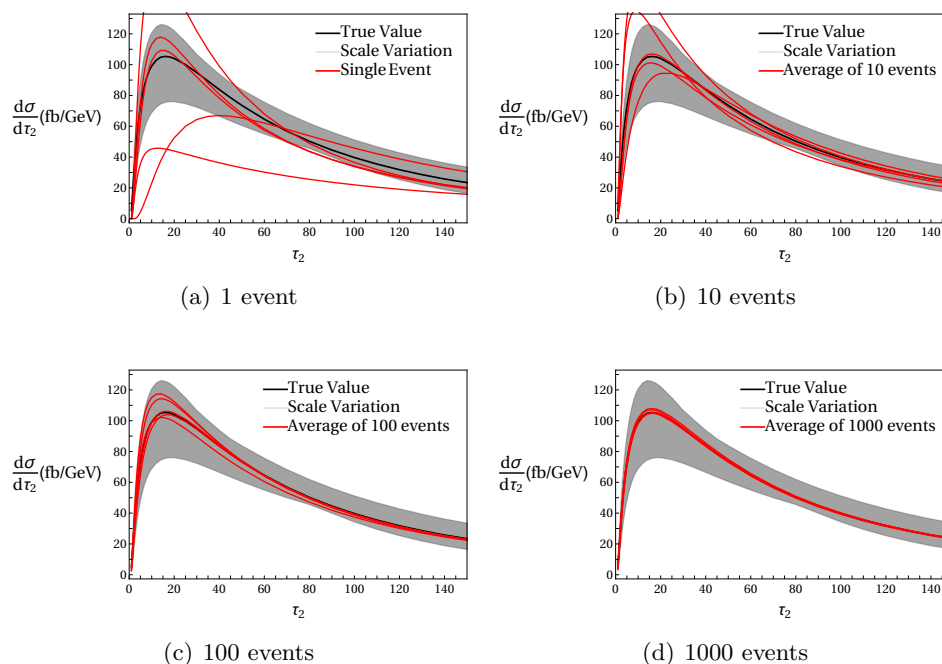 120
100
80
60
40
20
0
dσ/dτ₂ (fb/GeV)
True Value
Scale Variation
Single Event
0 20 40 60 80 100 120 140
τ₂
(a) 1 event
120
100
80
60
40
20
0
dσ/dτ₂ (fb/GeV)
True Value
Scale Variation
Average of 10 events
0 20 40 60 80 100 120 140
τ₂
(b) 10 events
120
100
80
60
40
20
0
dσ/dτ₂ (fb/GeV)
True Value
Scale Variation
Average of 100 events
0 20 40 60 80 100 120 140
τ₂
(c) 100 events
120
100
80
60
40
20
0
dσ/dτ₂ (fb/GeV)
True Value
Scale Variation
Average of 1000 events
0 20 40 60 80 100 120 140
τ₂
(d) 1000 events